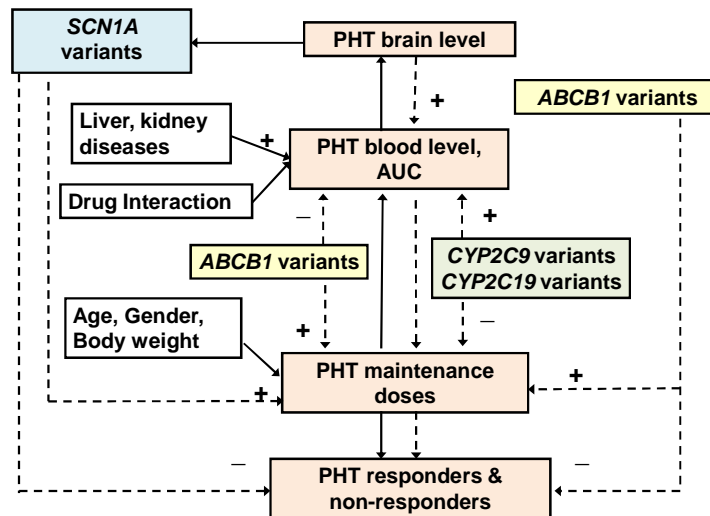 SCN1A
variants
PHT brain level
ABCB1 variants
+
Liver, kidney
diseases
+
PHT blood level,
AUC
Drug Interaction
–
+
ABCB1 variants
CYP2C9 variants
CYP2C19 variants
Age, Gender,
Body weight
+
–
PHT maintenance
doses
+
+
–
PHT responders &
non-responders
–